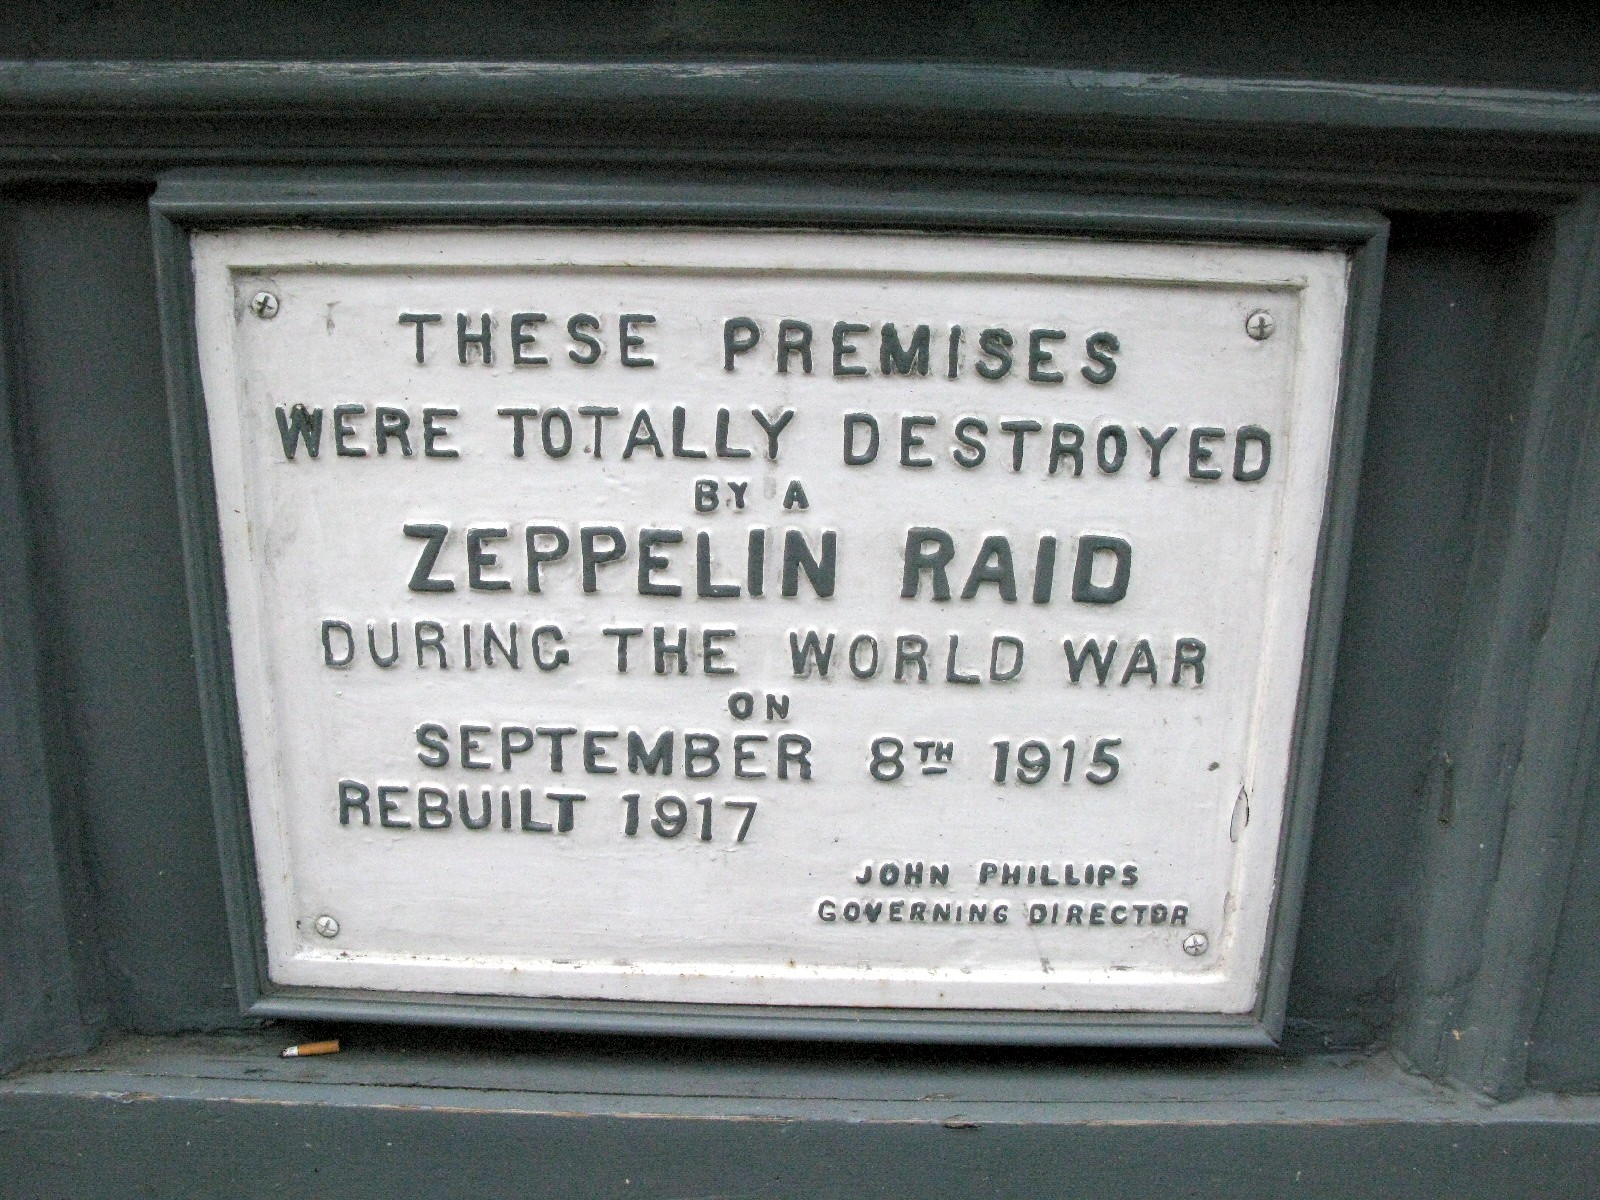 THESE PREMISES
WERE TOTALLY DESTROYED
BY A
ZEPPELIN RAID
DURING THE WORLD WAR
ON
SEPTEMBER 8TH 1915
REBUILT 1917
JOHN PHILLIPS
GOVERNING DIRECTOR